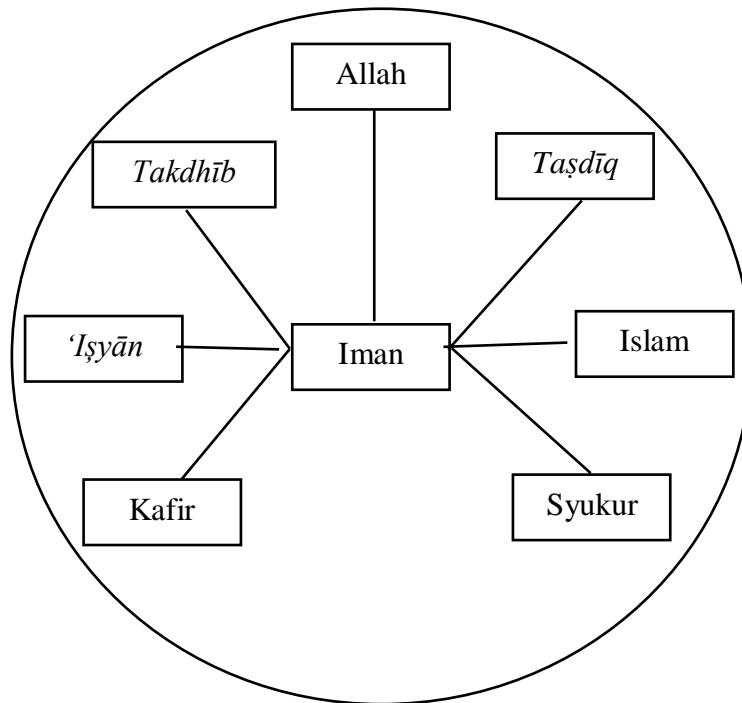 Allah
Takdhīb
Taṣdīq
‘Iṣyān
Iman
Islam
Kafir
Syukur